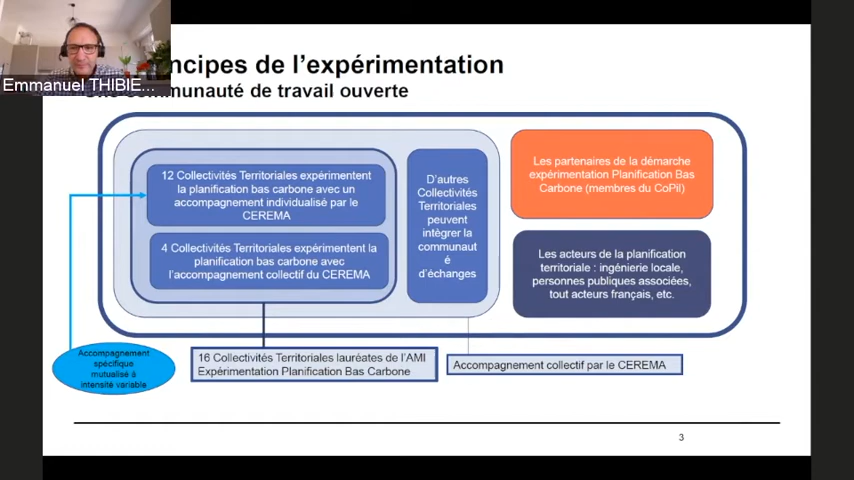 Emmanuel THIBIE...
ncipes de l'expérimentation
communauté de travail ouverte
12 Collectivités Territoriales expérimentent
la planification bas carbone avec un
accompagnement individualisé par le
CEREMA
4 Collectivités Territoriales expérimentent la
planification bas carbone avec
l'accompagnement collectif du CEREMA
D'autres
Collectivités
Territoriales
peuvent
intégrer la
communaut
é
d'échanges
Les partenaires de la démarche
expérimentation Planification Bas
Carbone (membres du CoPil)
Les acteurs de la planification
territoriale : ingénierie locale,
personnes publiques associées,
tout acteurs français, etc.
Accompagnement
spécifique
mutualisé à
intensité variable
16 Collectivités Territoriales lauréates de l'AMI
Expérimentation Planification Bas Carbone
Accompagnement collectif par le CEREMA
3